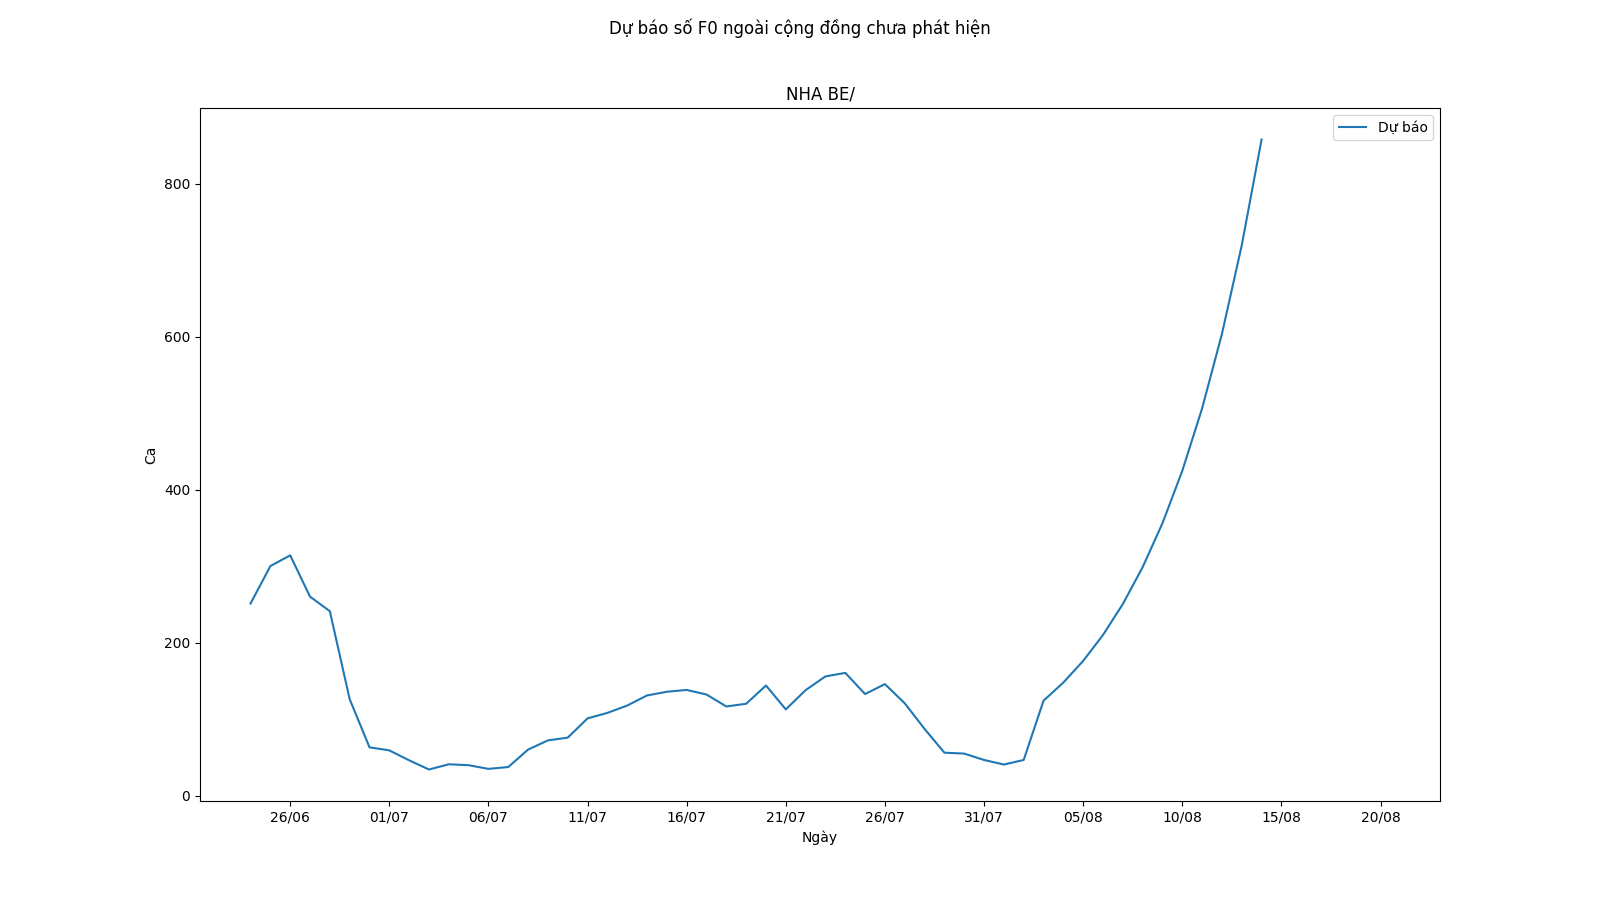 Dự báo số F0 ngoài cộng đồng chưa phát hiện
NHA BE/
Dự báo
800
600
400
200
0
Ca
26/06 01/07 06/07 11/07 16/07 21/07 26/07 31/07 05/08 10/08 15/08 20/08
Ngày